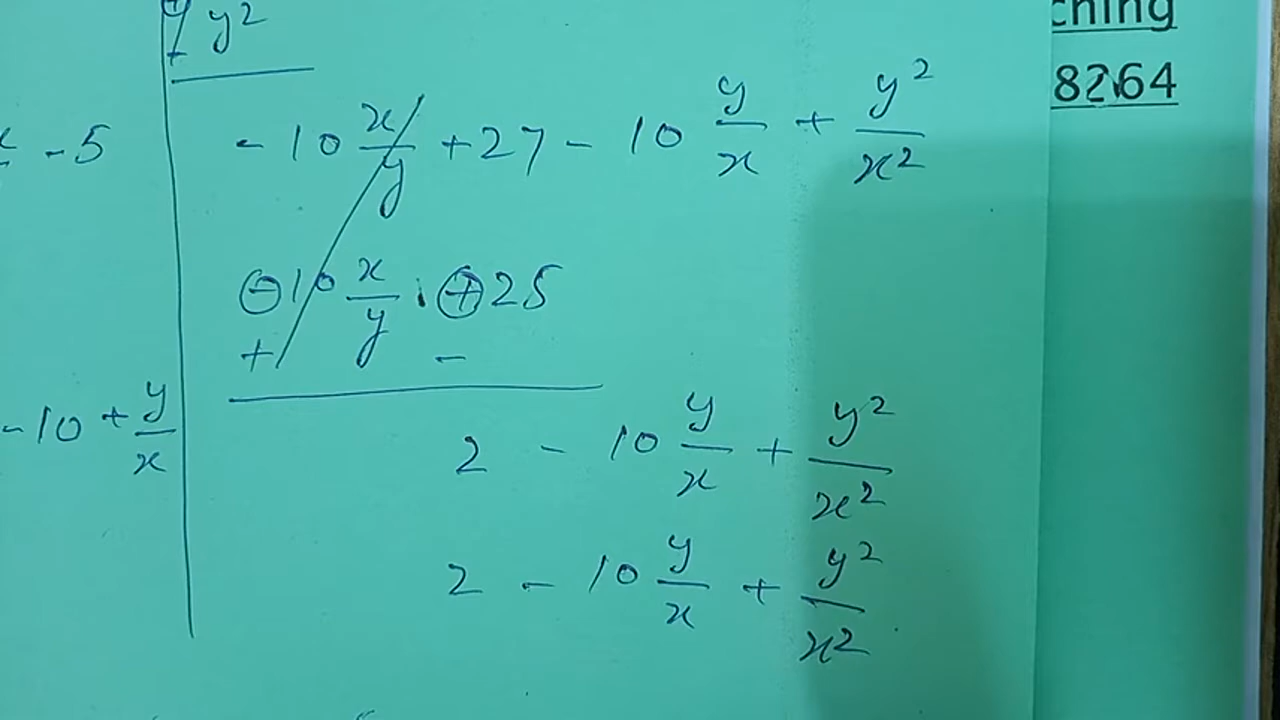 y²
ching
8264
- 5
- 10 x/y + 27 - 10 y/x + y²/x²
- 10 x/y + 25
+ -
- 10 + y/x
2 - 10 y/x + y²/x²
2 - 10 y/x + y²/x²